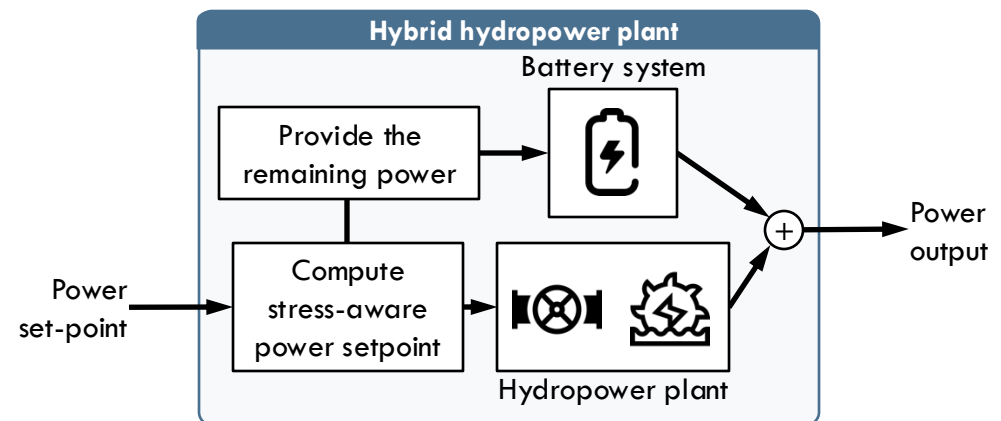 Hybrid hydropower plant
Battery system
Provide the
remaining power
Power
set-point
Compute
stress-aware
power setpoint
Hydropower plant
+
Power
output